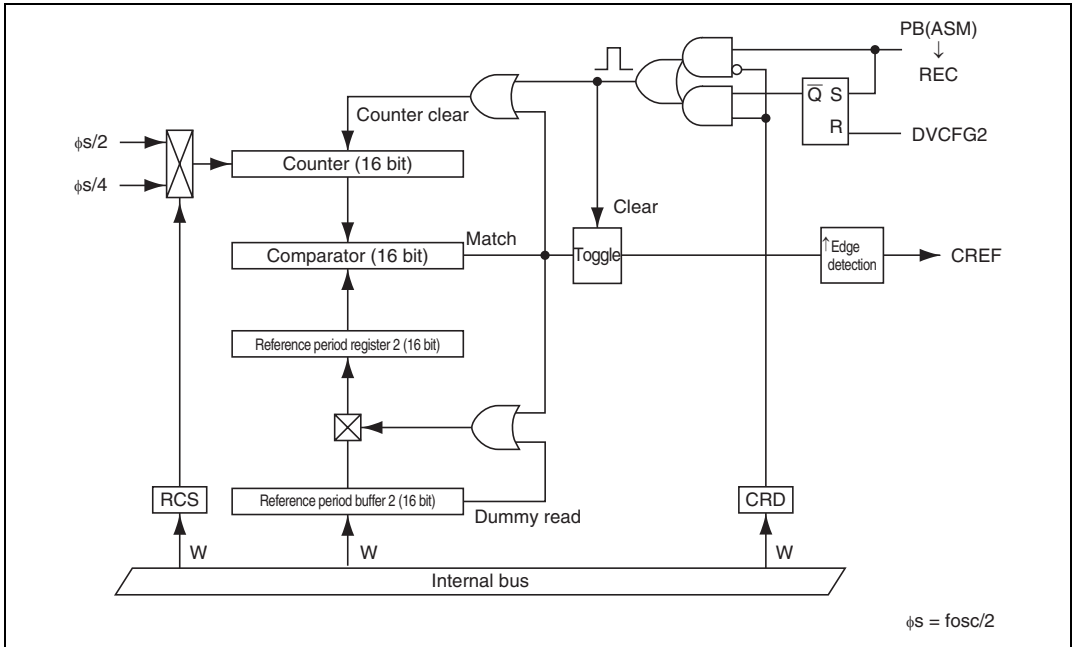 PB(ASM)
↓
REC
Q̅ S
R
DVCFG2
Counter clear
φs/2
φs/4
Counter (16 bit)
Clear
Match
Comparator (16 bit)
Toggle
↑Edge
detection
CREF
Reference period register 2 (16 bit)
RCS
Reference period buffer 2 (16 bit)
Dummy read
CRD
W
W
W
Internal bus
φs = fosc/2